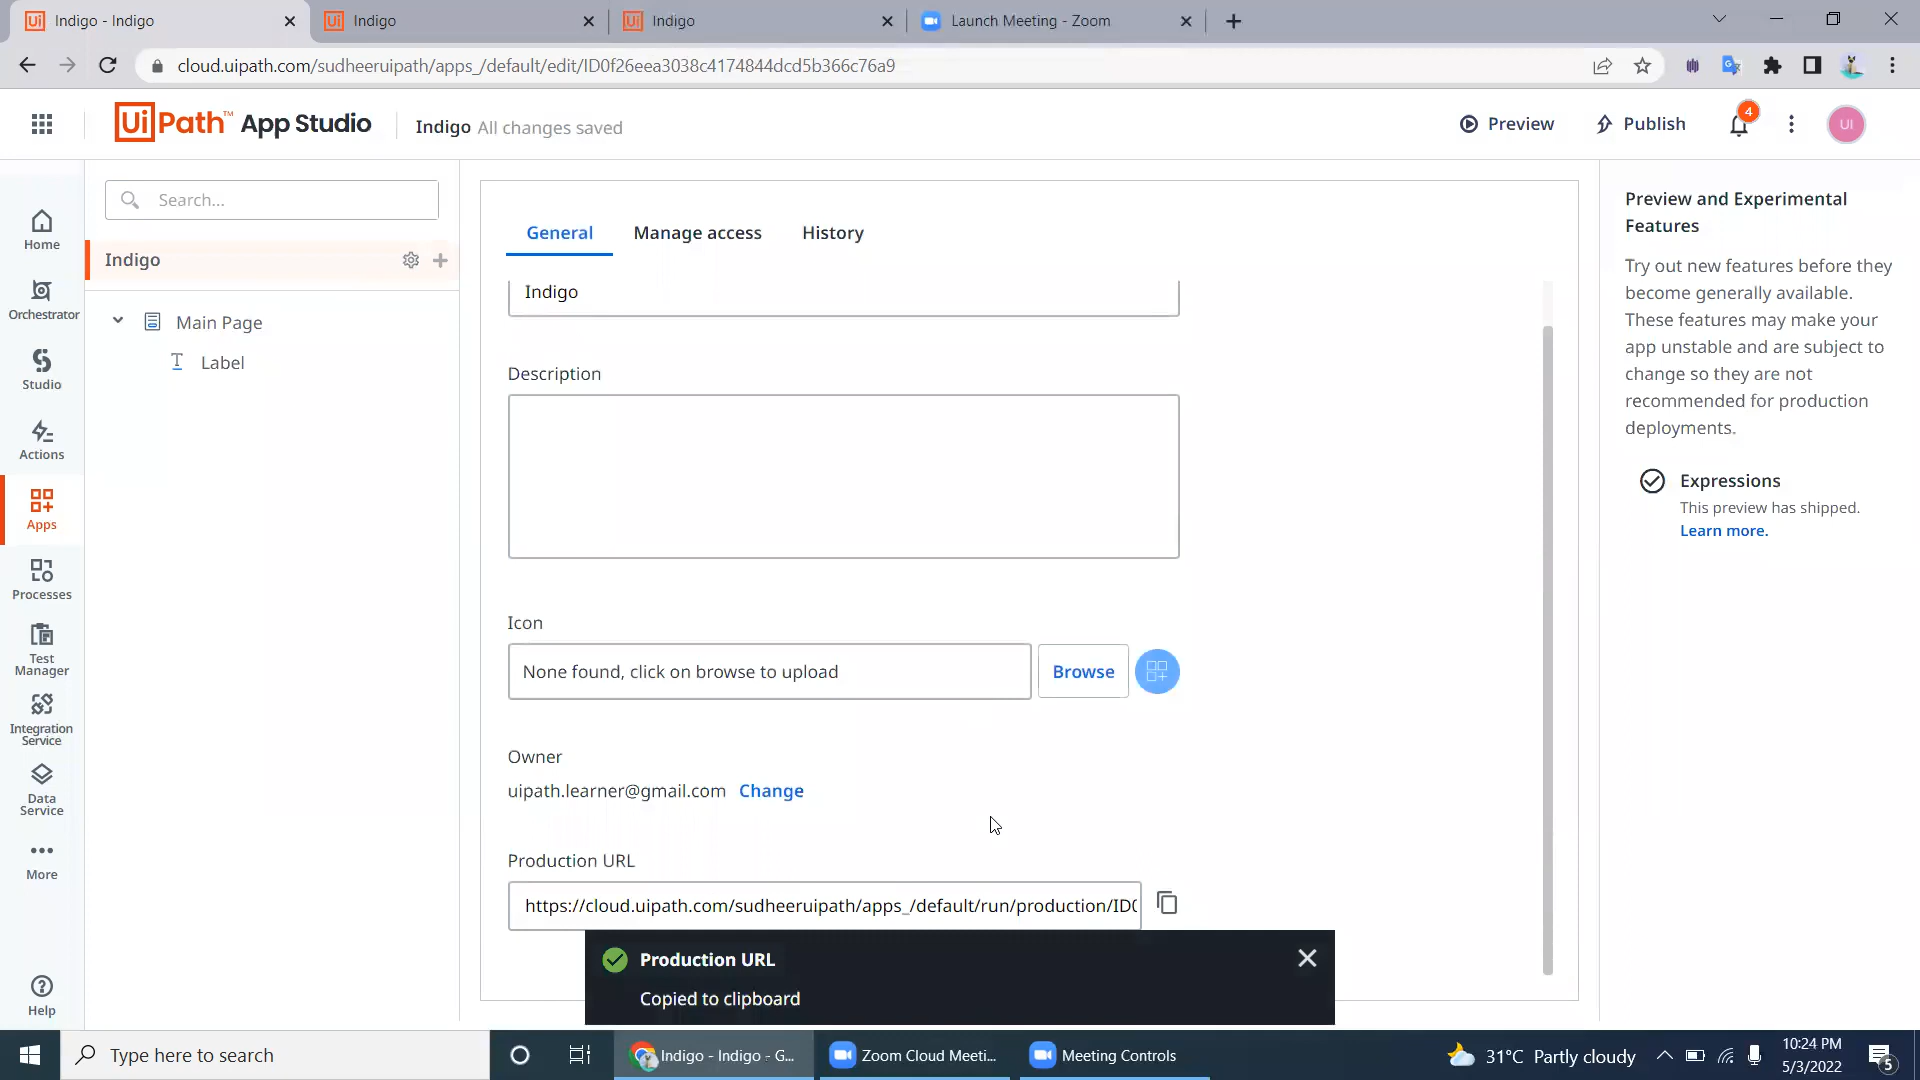 Indigo - Indigo
Indigo
Indigo
Launch Meeting - Zoom
cloud.uipath.com/sudheeruipath/apps_/default/edit/ID0f26eea3038c4174844dcd5b366c76a9
UiPath™ App Studio
Indigo All changes saved
Preview
Publish
4
UI
Search...
Home
Indigo
Orchestrator
Main Page
Label
Studio
Actions
Apps
Processes
Test
Manager
Integration
Service
Data
Service
More
Help
General
Manage access
History
Indigo
Description
Icon
None found, click on browse to upload
Browse
Owner
uipath.learner@gmail.com Change
Production URL
https://cloud.uipath.com/sudheeruipath/apps_/default/run/production/ID0
Production URL
Copied to clipboard
Preview and Experimental
Features
Try out new features before they
become generally available.
These features may make your
app unstable and are subject to
change so they are not
recommended for production
deployments.
Expressions
This preview has shipped.
Learn more.
Type here to search
Indigo - Indigo - G...
Zoom Cloud Meeti...
Meeting Controls
31°C Partly cloudy
10:24 PM
5/3/2022
5